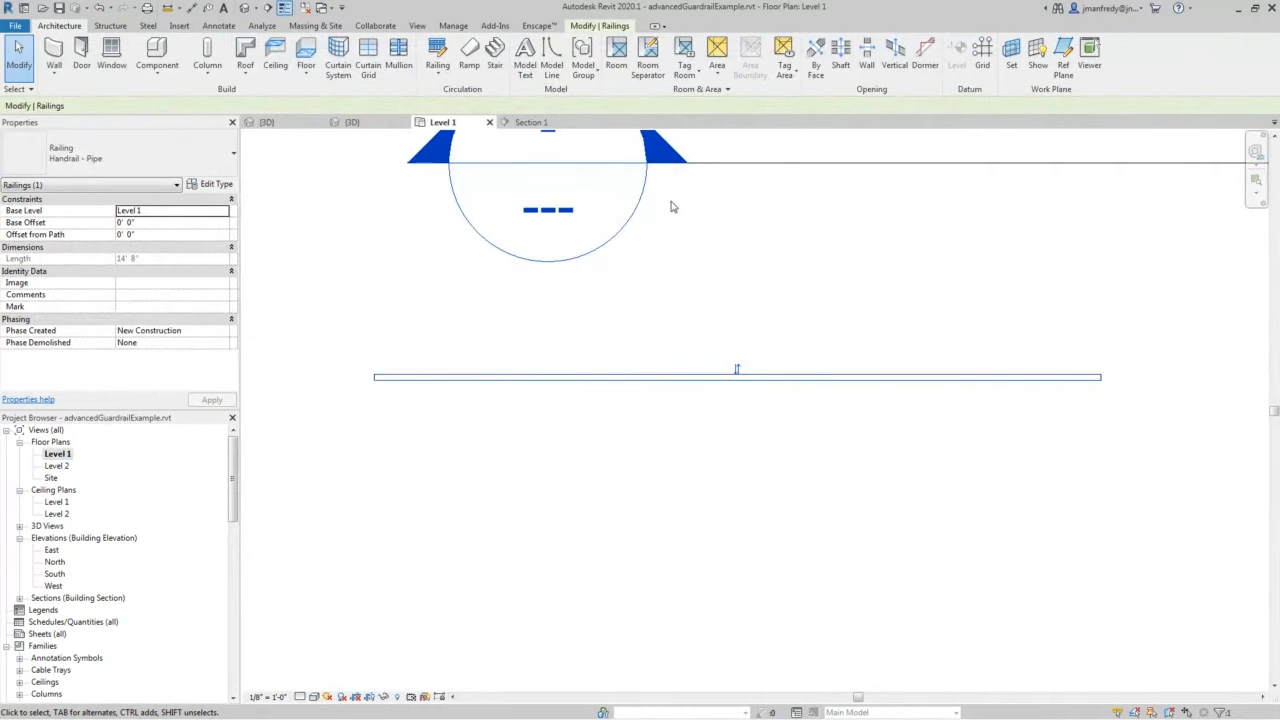 Autodesk Revit 2020.1 - advancedGuardrailExample.rvt - Floor Plan: Level 1
jmanfredy@jn...
File Architecture Structure Steel Insert Annotate Analyze Massing & Site Collaborate View Manage Add-Ins Enscape™ Modify | Railings
Modify Wall Door Window Component Column Roof Ceiling Floor Curtain System Curtain Grid Mullion Railing Ramp Stair Model Text Model Line Model Group Room Room Separator Tag Room Area Area Boundary Tag Area By Face Shaft Wall Vertical Dormer Level Grid Set Show Ref Plane Viewer
Select Build Circulation Model Room & Area Opening Datum Work Plane
Modify | Railings
Properties
{3D} {3D} Level 1 Section 1
Railing
Handrail - Pipe
Railings (1) Edit Type
Constraints
Base Level Level 1
Base Offset 0' 0"
Offset from Path 0' 0"
Dimensions
Length 14' 8"
Identity Data
Image
Comments
Mark
Phasing
Phase Created New Construction
Phase Demolished None
Properties help Apply
Project Browser - advancedGuardrailExample.rvt
Views (all)
Floor Plans
Level 1
Level 2
Site
Ceiling Plans
Level 1
Level 2
3D Views
Elevations (Building Elevation)
East
North
South
West
Sections (Building Section)
Legends
Schedules/Quantities (all)
Sheets (all)
Families
Annotation Symbols
Cable Trays
Ceilings
Columns
1/8" = 1'-0"
Click to select, TAB for alternates, CTRL adds, SHIFT unselects.
:0
Main Model
:1